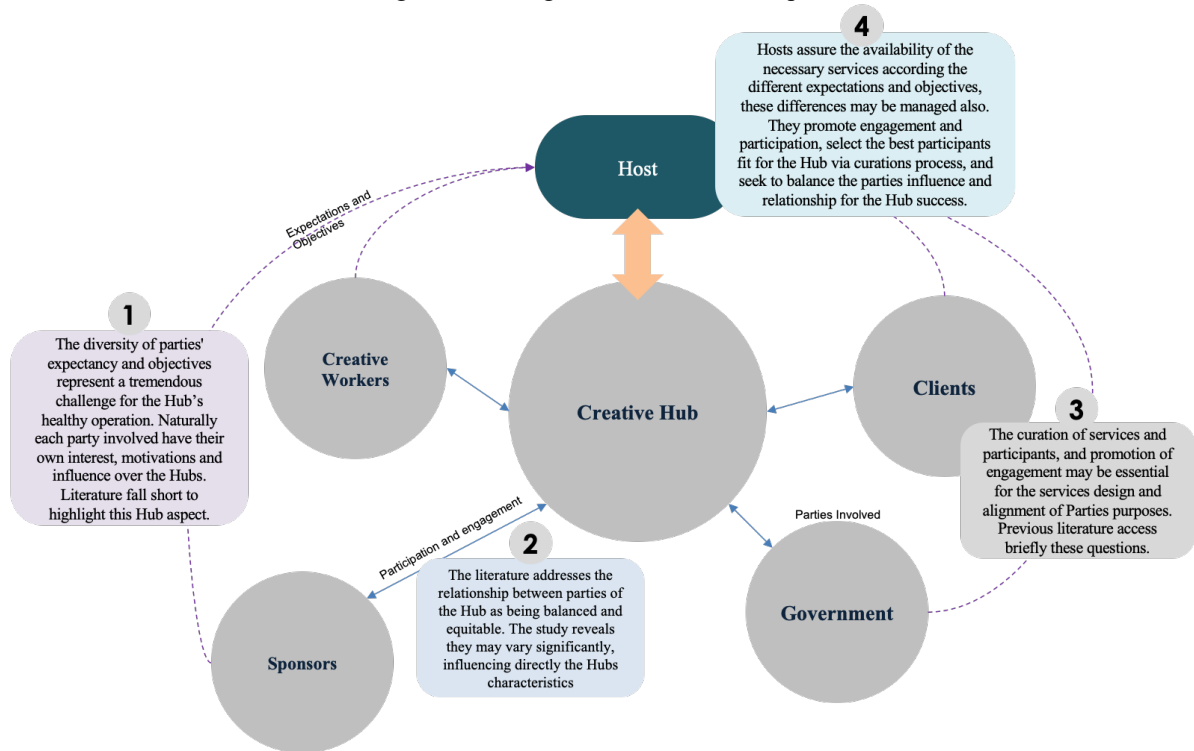 4
Hosts assure the availability of the
necessary services according the
different expectations and objectives,
these differences may be managed also.
They promote engagement and
participation, select the best participants
fit for the Hub via curations process, and
seek to balance the parties influence and
relationship for the Hub success.
Host
Expectations and
Objectives
1
The diversity of parties'
expectancy and objectives
represent a tremendous
challenge for the Hub’s
healthy operation. Naturally
each party involved have their
own interest, motivations and
influence over the Hubs.
Literature fall short to
highlight this Hub aspect.
Creative
Workers
Creative Hub
Clients
3
The curation of services and
participants, and promotion of
engagement may be essential
for the services design and
alignment of Parties purposes.
Previous literature access
briefly these questions.
Participation and engagement
2
The literature addresses the
relationship between parties of
the Hub as being balanced and
equitable. The study reveals
they may vary significantly,
influencing directly the Hubs
characteristics
Parties Involved
Government
Sponsors